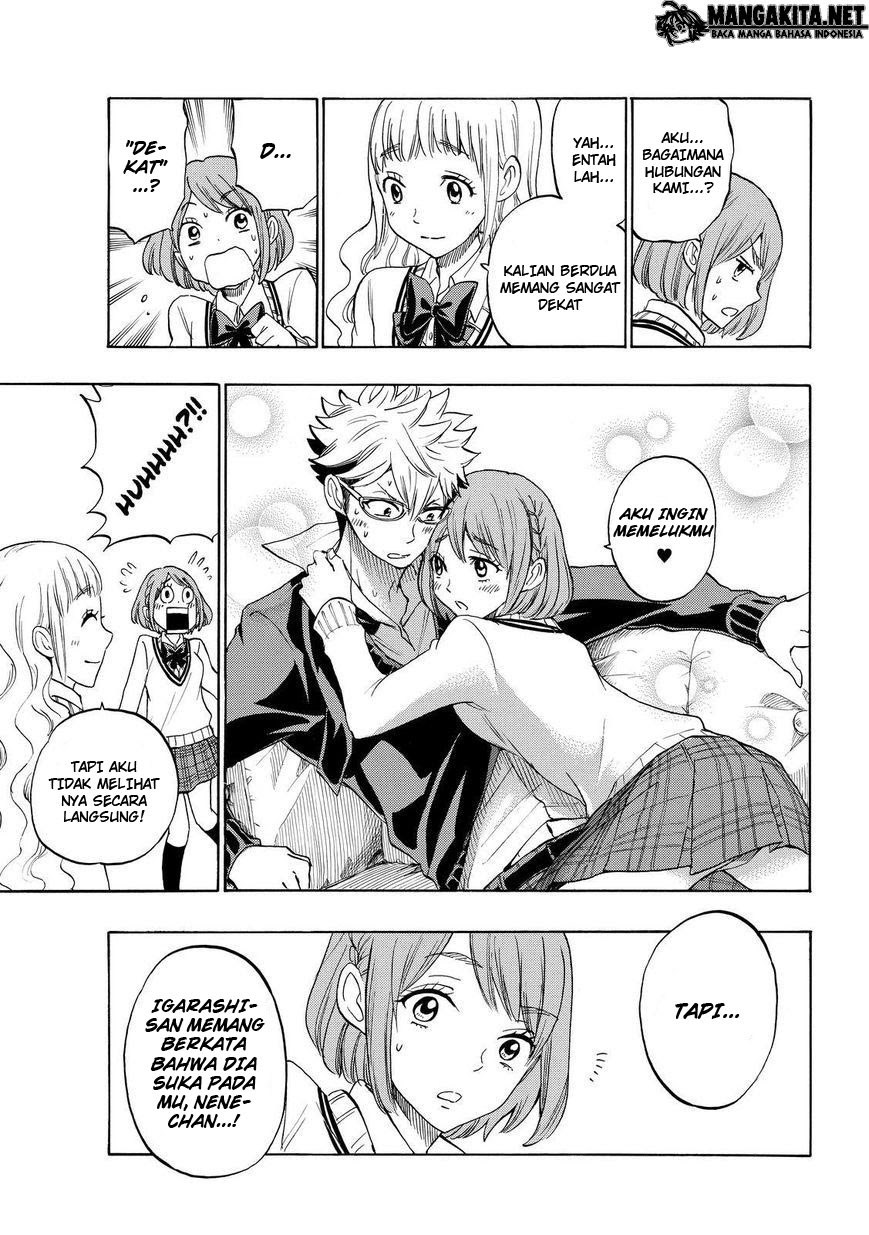 MANGAKITA.NET
BACA MANGA BAHASA INDONESIA
AKU...
BAGAIMANA
HUBUNGAN
KAMI...?
YAH...
ENTAH
LAH...
KALIAN BERDUA
MEMANG SANGAT
DEKAT
D...
"DE-
KAT"
...?
AKU INGIN
MEMELUKMU
♥
HUHHHH?!!
TAPI AKU
TIDAK MELIHAT
NYA SECARA
LANGSUNG!
TAPI...
IGARASHI-
SAN MEMANG
BERKATA
BAHWA DIA
SUKA PADA
MU, NENE-
CHAN...!